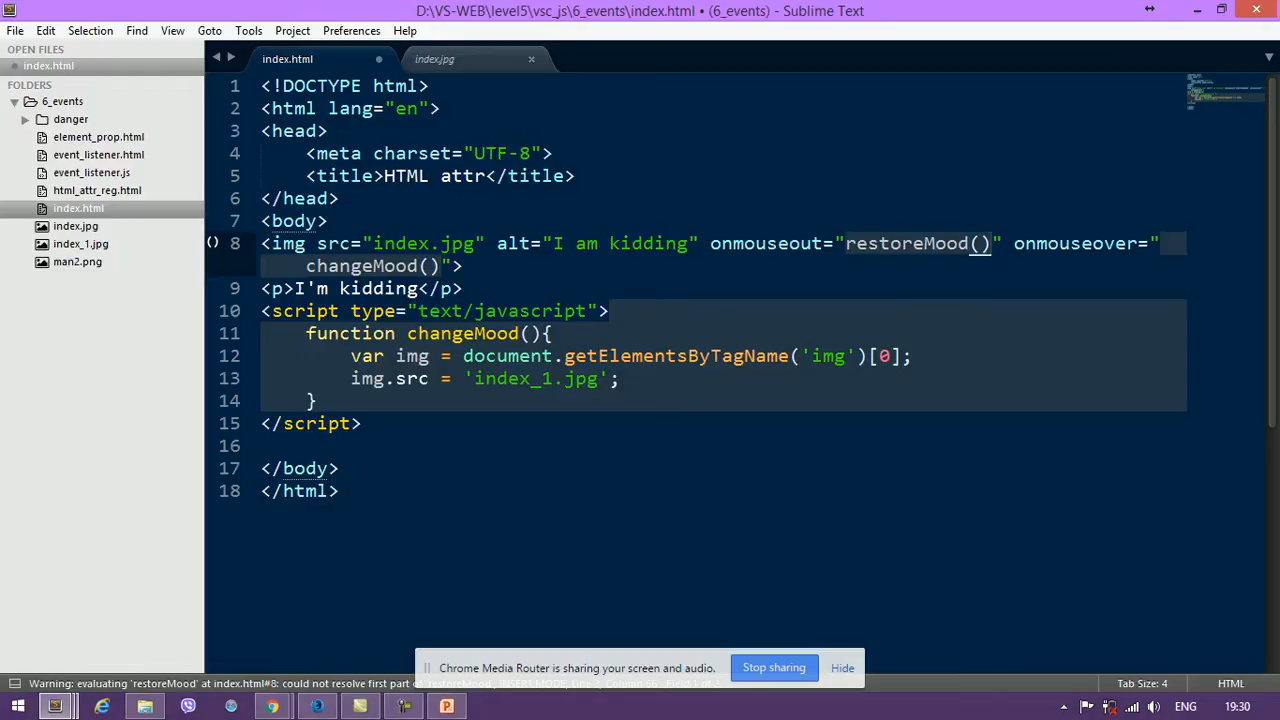 D:\VS-WEB\level5\vsc_js\6_events\index.html • (6_events) - Sublime Text
File Edit Selection Find View Goto Tools Project Preferences Help
OPEN FILES
index.html
FOLDERS
6_events
danger
element_prop.html
event_listener.html
event_listener.js
html_attr_reg.html
index.html
index.jpg
index_1.jpg
man2.png
index.html
index.jpg
1 <!DOCTYPE html>
2 <html lang="en">
3 <head>
4 <meta charset="UTF-8">
5 <title>HTML attr</title>
6 </head>
7 <body>
8 <img src="index.jpg" alt="I am kidding" onmouseout="restoreMood()" onmouseover="
changeMood()">
9 <p>I'm kidding</p>
10 <script type="text/javascript">
11 function changeMood(){
12 var img = document.getElementsByTagName('img')[0];
13 img.src = 'index_1.jpg';
14 }
15 </script>
16
17 </body>
18 </html>
Chrome Media Router is sharing your screen and audio. Stop sharing Hide
Warning: evaluating 'restoreMood' at index.html#8: could not resolve first part of
Tab Size: 4 HTML
ENG 19:30